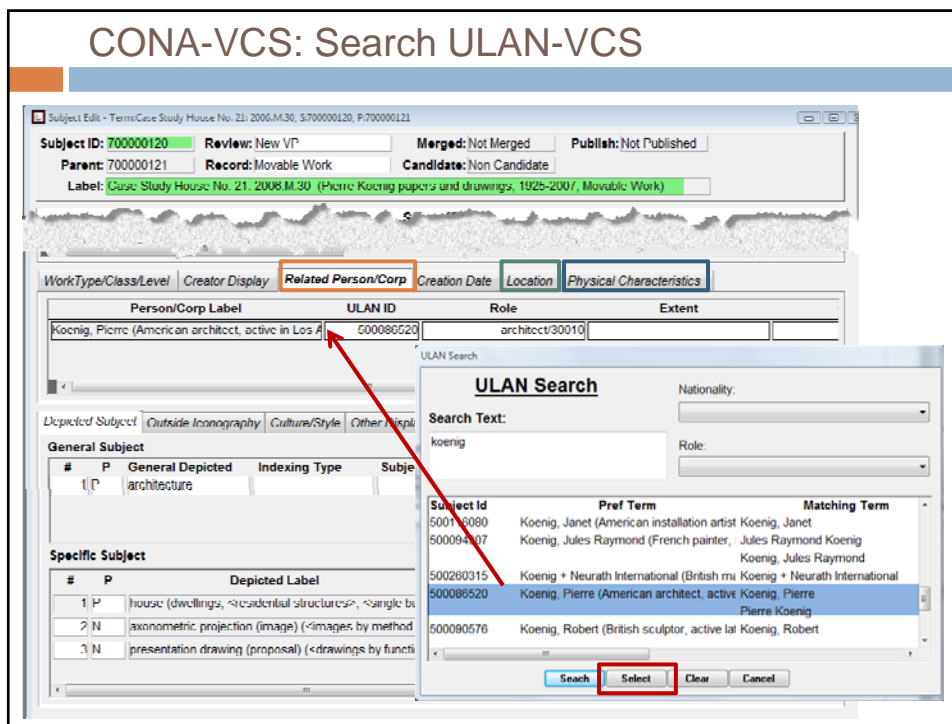 CONA-VCS: Search ULAN-VCS
Subject Edit - Term:Case Study House No. 21: 2006.M.30, S:700000120, P:700000121
Subject ID: 700000120 Review: New VP Merged: Not Merged Publish: Not Published
Parent: 700000121 Record: Movable Work Candidate: Non Candidate
Label: Case Study House No. 21. 2006.M.30 (Pierre Koenig papers and drawings, 1925-2007, Movable Work)
WorkType/Class/Level Creator Display Related Person/Corp Creation Date Location Physical Characteristics
Person/Corp Label ULAN ID Role Extent
Koenig, Pierre (American architect, active in Los A 500086520 architect/30010
Depicted Subject Outside Iconography Culture/Style Other Displ
General Subject
# P General Depicted Indexing Type Subje
1 P architecture
Specific Subject
# P Depicted Label
1 P house (dwellings, <residential structures>, <single bu
2 N axonometric projection (image) (<images by method
3 N presentation drawing (proposal) (<drawings by functi
ULAN Search
ULAN Search
Nationality:
Search Text:
koenig
Role:
Subject Id Pref Term Matching Term
Koenig, Janet (American installation artist Koenig, Janet
Koenig, Jules Raymond (French painter, Jules Raymond Koenig
Koenig, Jules Raymond
500260315 Koenig + Neurath International (British ma Koenig + Neurath International
500086520 Koenig, Pierre (American architect, active Koenig, Pierre
Pierre Koenig
500090576 Koenig, Robert (British sculptor, active lat Koenig, Robert
Seach Select Clear Cancel